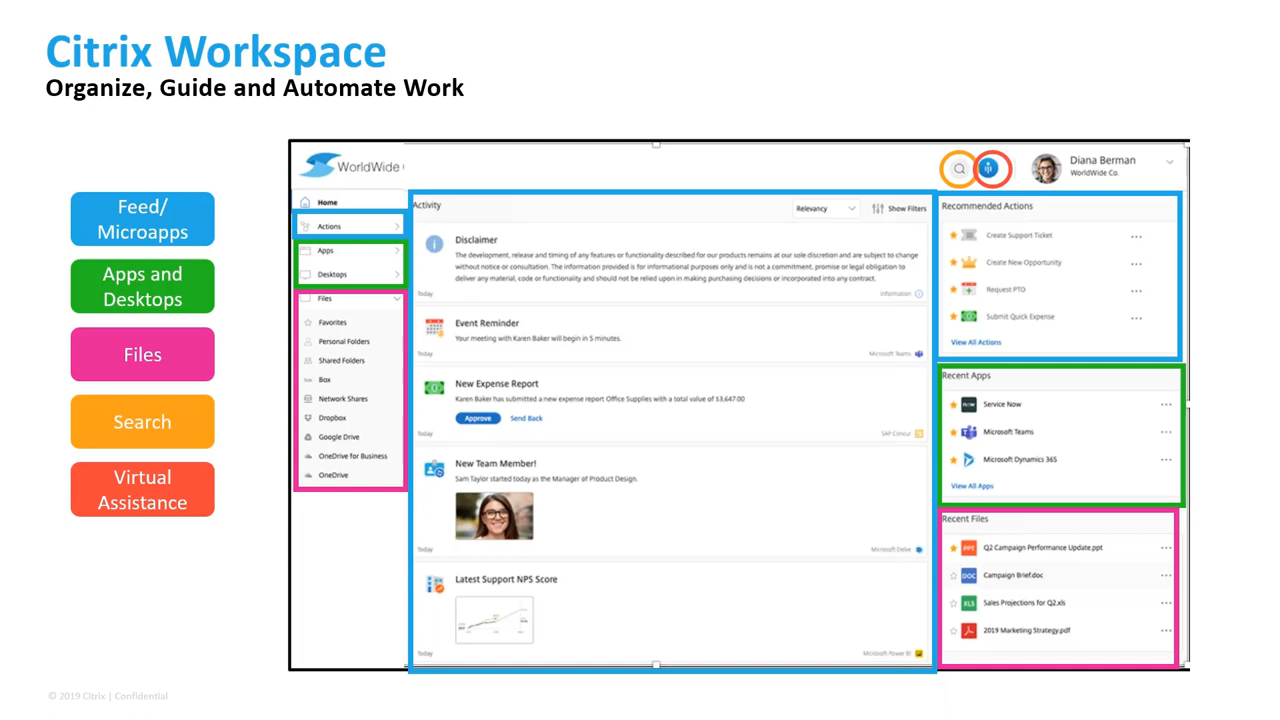 Citrix Workspace
Organize, Guide and Automate Work
Feed/
Microapps
Apps and
Desktops
Files
Search
Virtual
Assistance
WorldWide
Diana Berman
WorldWide Co.
Home
Actions
Apps
Desktops
Files
Favorites
Personal Folders
Shared Folders
Box
Network Shares
Dropbox
Google Drive
OneDrive for Business
OneDrive
Activity
Relevancy
Show Filters
Disclaimer
The development, release and timing of any features or functionality described for our products remains at our sole discretion and are subject to change
without notice or consultation. The information provided is for informational purposes only and is not a commitment, promise or legal obligation to
deliver any material, code or functionality and should not be relied upon in making purchasing decisions or incorporated into any contract.
Today
Information
Event Reminder
Your meeting with Karen Baker will begin in 5 minutes.
Today
Microsoft Teams
New Expense Report
Karen Baker has submitted a new expense report Office Supplies with a total value of $3,647.00
Approve
Send Back
Today
SAP Concur
New Team Member!
Sam Taylor started today as the Manager of Product Design.
Today
Microsoft Delve
Latest Support NPS Score
Today
Microsoft Power BI
Recommended Actions
Create Support Ticket
Create New Opportunity
Request PTO
Submit Quick Expense
View All Actions
Recent Apps
Service Now
Microsoft Teams
Microsoft Dynamics 365
View All Apps
Recent Files
PPT
Q2 Campaign Performance Update.ppt
DOC
Campaign Brief.doc
XLS
Sales Projections for Q2.xls
2019 Marketing Strategy.pdf
© 2019 Citrix | Confidential